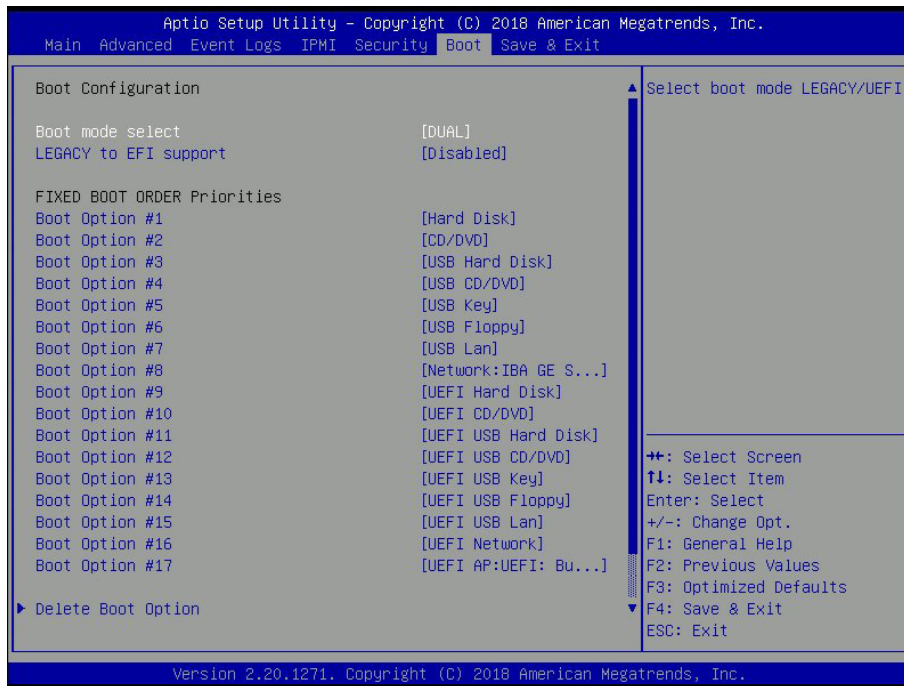 Aptio Setup Utility – Copyright (C) 2018 American Megatrends, Inc.
Main Advanced Event Logs IPMI Security Boot Save & Exit
Boot Configuration
Select boot mode LEGACY/UEFI
Boot mode select [DUAL]
LEGACY to EFI support [Disabled]
FIXED BOOT ORDER Priorities
Boot Option #1 [Hard Disk]
Boot Option #2 [CD/DVD]
Boot Option #3 [USB Hard Disk]
Boot Option #4 [USB CD/DVD]
Boot Option #5 [USB Key]
Boot Option #6 [USB Floppy]
Boot Option #7 [USB Lan]
Boot Option #8 [Network:IBA GE S...]
Boot Option #9 [UEFI Hard Disk]
Boot Option #10 [UEFI CD/DVD]
Boot Option #11 [UEFI USB Hard Disk]
Boot Option #12 [UEFI USB CD/DVD]
Boot Option #13 [UEFI USB Key]
Boot Option #14 [UEFI USB Floppy]
Boot Option #15 [UEFI USB Lan]
Boot Option #16 [UEFI Network]
Boot Option #17 [UEFI AP:UEFI: Bu...]
Delete Boot Option
→←: Select Screen
↑↓: Select Item
Enter: Select
+/-: Change Opt.
F1: General Help
F2: Previous Values
F3: Optimized Defaults
F4: Save & Exit
ESC: Exit
Version 2.20.1271. Copyright (C) 2018 American Megatrends, Inc.